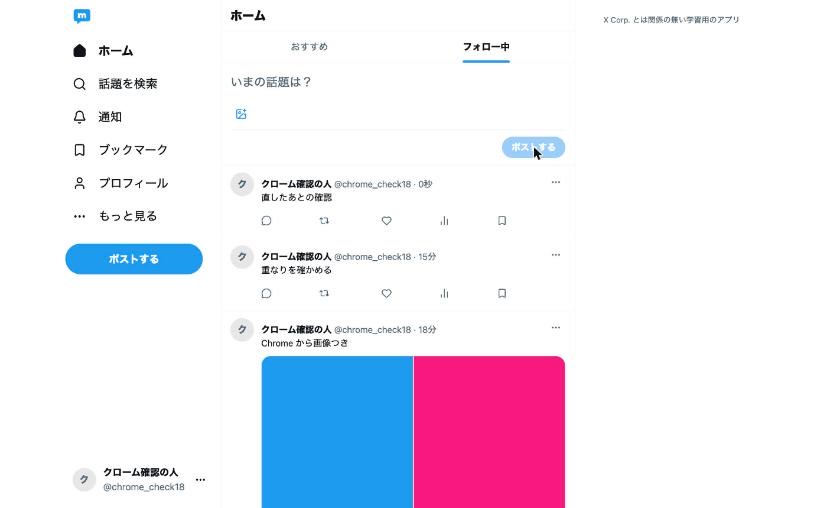 m
ホーム
話題を検索
通知
ブックマーク
プロフィール
もっと見る
ポストする
クローム確認の人
@chrome_check18
ホーム
おすすめ
フォロー中
いまの話題は？
ポストする
ク クローム確認の人 @chrome_check18 · 0秒
直したあとの確認
ク クローム確認の人 @chrome_check18 · 15分
重なりを確かめる
ク クローム確認の人 @chrome_check18 · 18分
Chrome から画像つき
ク
X Corp. とは関係の無い学習用のアプリ